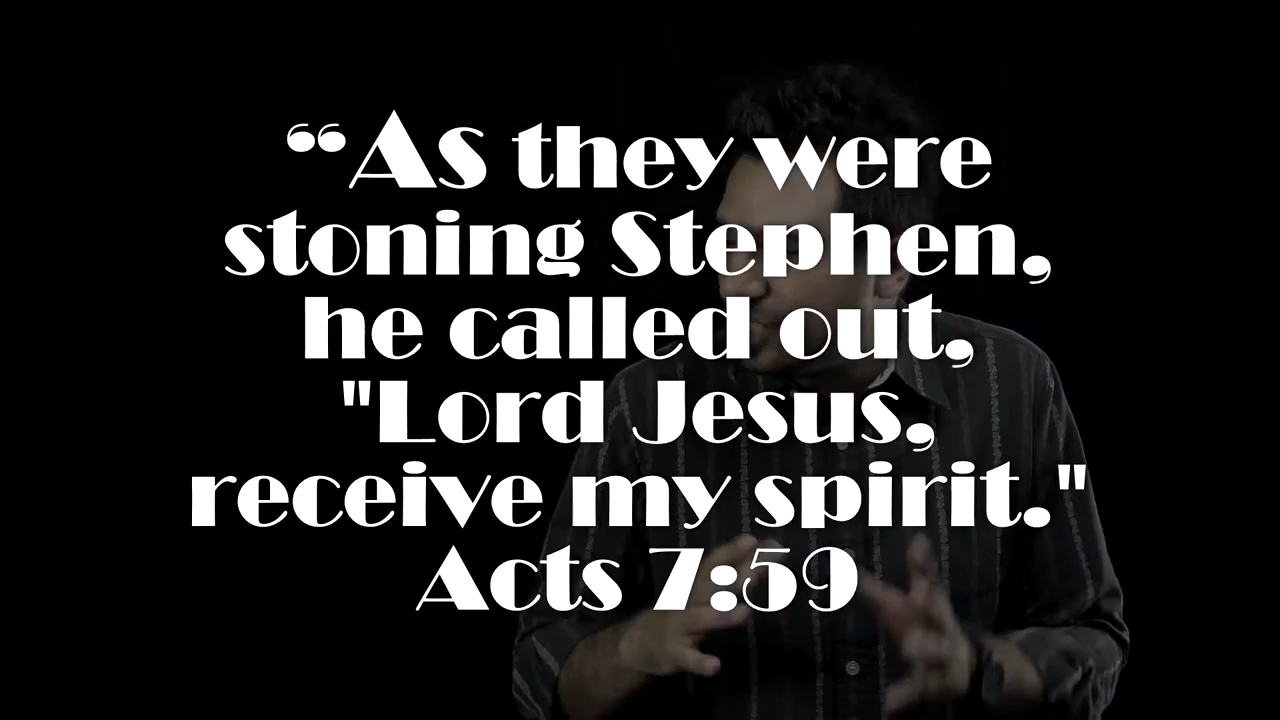 “As they were
stoning Stephen,
he called out,
"Lord Jesus,
receive my spirit."
Acts 7:59